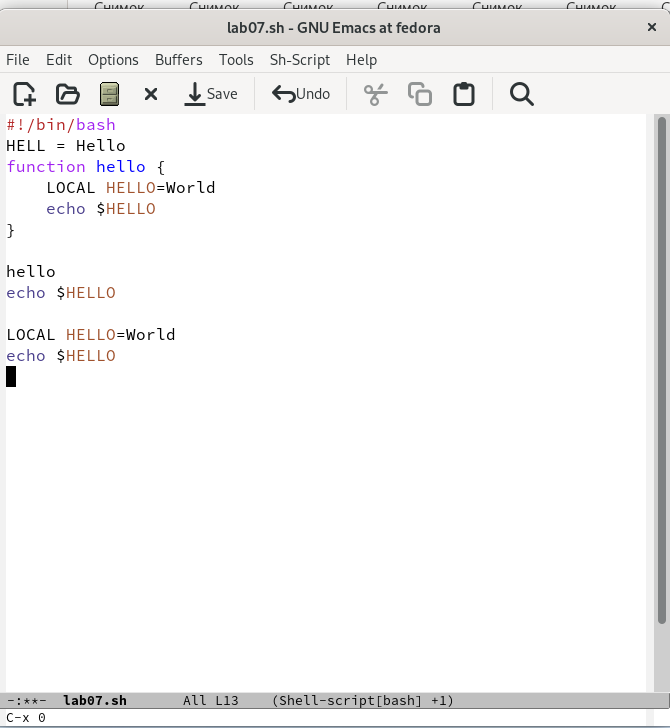 Снимок Снимок Снимок Снимок Снимок Снимок
lab07.sh - GNU Emacs at fedora
File Edit Options Buffers Tools Sh-Script Help
Save Undo
#!/bin/bash
HELL = Hello
function hello {
    LOCAL HELLO=World
    echo $HELLO
}
hello
echo $HELLO
LOCAL HELLO=World
echo $HELLO
-:**- lab07.sh All L13 (Shell-script[bash] +1)
C-x 0